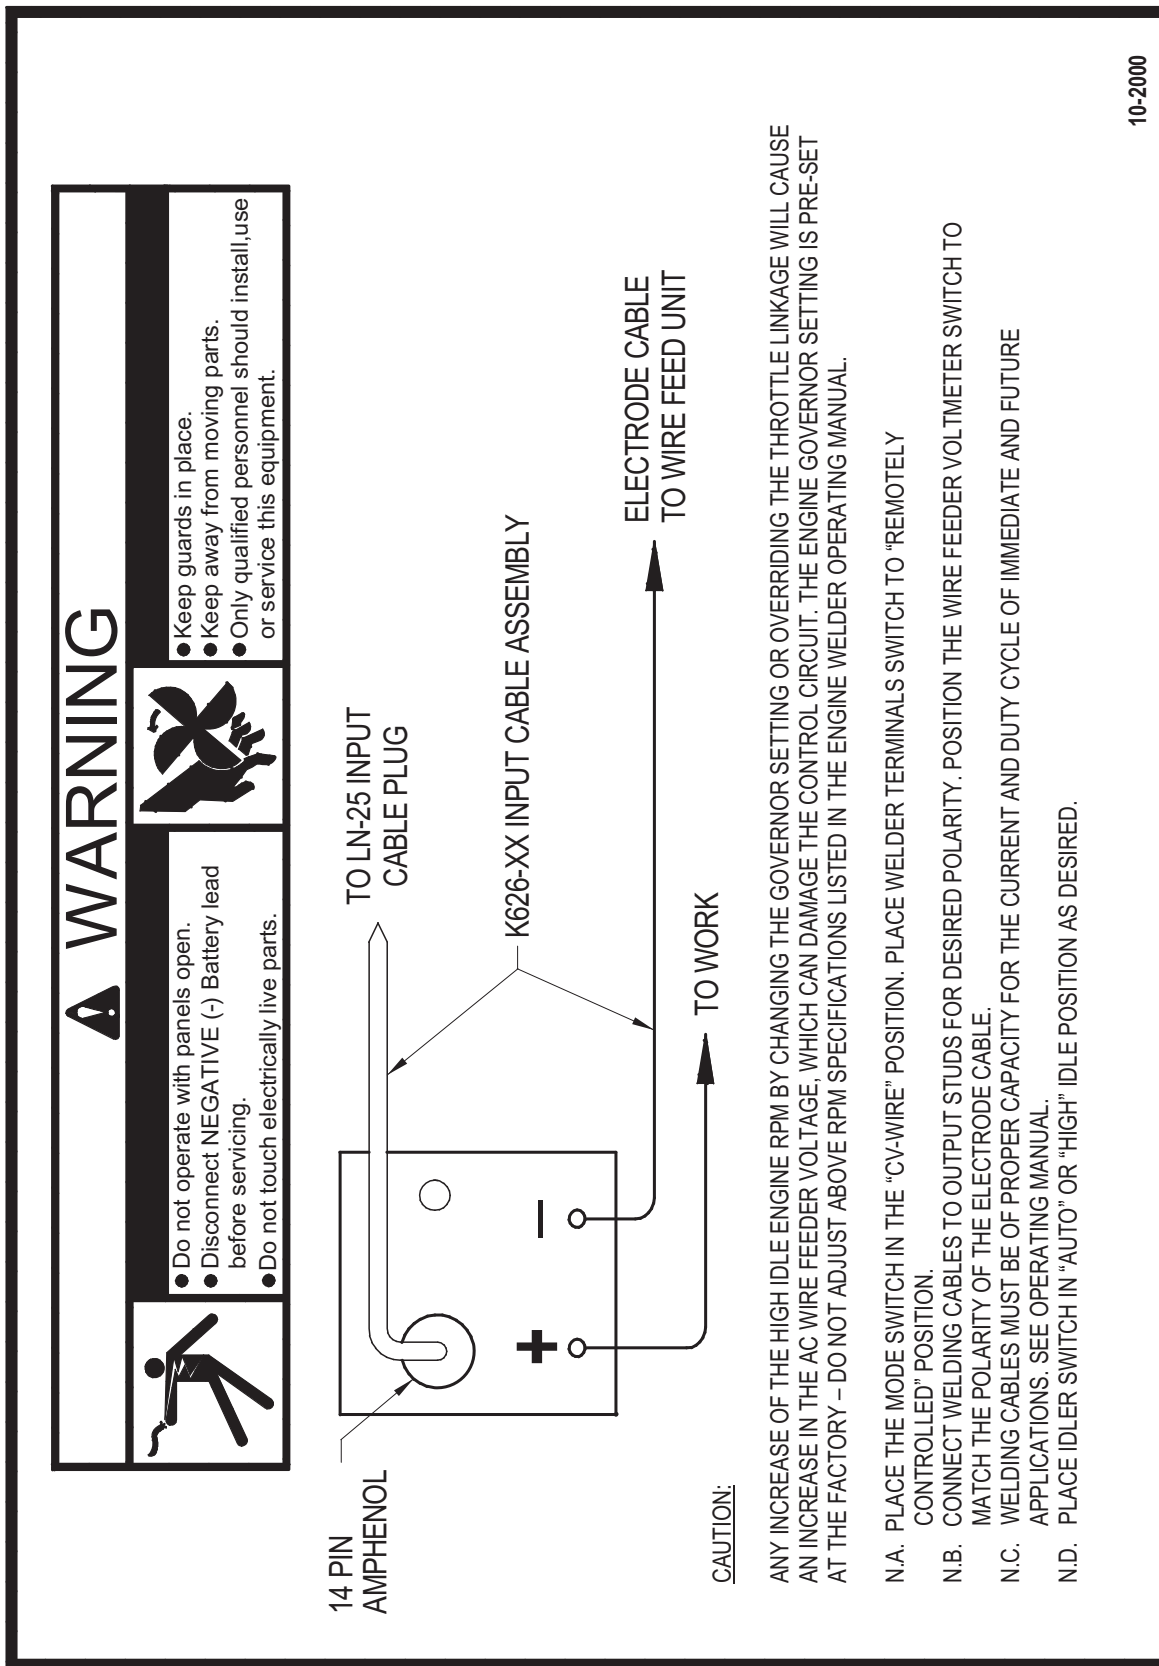 WARNING
● Do not operate with panels open.
● Disconnect NEGATIVE (-) Battery lead
before servicing.
● Do not touch electrically live parts.
● Keep guards in place.
● Keep away from moving parts.
● Only qualified personnel should install,use
or service this equipment.
14 PIN
AMPHENOL
TO LN-25 INPUT
CABLE PLUG
K626-XX INPUT CABLE ASSEMBLY
+
–
TO WORK
ELECTRODE CABLE
TO WIRE FEED UNIT
CAUTION:
ANY INCREASE OF THE HIGH IDLE ENGINE RPM BY CHANGING THE GOVERNOR SETTING OR OVERRIDING THE THROTTLE LINKAGE WILL CAUSE
AN INCREASE IN THE AC WIRE FEEDER VOLTAGE, WHICH CAN DAMAGE THE CONTROL CIRCUIT. THE ENGINE GOVERNOR SETTING IS PRE-SET
AT THE FACTORY – DO NOT ADJUST ABOVE RPM SPECIFICATIONS LISTED IN THE ENGINE WELDER OPERATING MANUAL.
N.A. PLACE THE MODE SWITCH IN THE "CV-WIRE" POSITION. PLACE WELDER TERMINALS SWITCH TO "REMOTELY
CONTROLLED" POSITION.
N.B. CONNECT WELDING CABLES TO OUTPUT STUDS FOR DESIRED POLARITY. POSITION THE WIRE FEEDER VOLTMETER SWITCH TO
MATCH THE POLARITY OF THE ELECTRODE CABLE.
N.C. WELDING CABLES MUST BE OF PROPER CAPACITY FOR THE CURRENT AND DUTY CYCLE OF IMMEDIATE AND FUTURE
APPLICATIONS. SEE OPERATING MANUAL.
N.D. PLACE IDLER SWITCH IN "AUTO" OR "HIGH" IDLE POSITION AS DESIRED.
10-2000